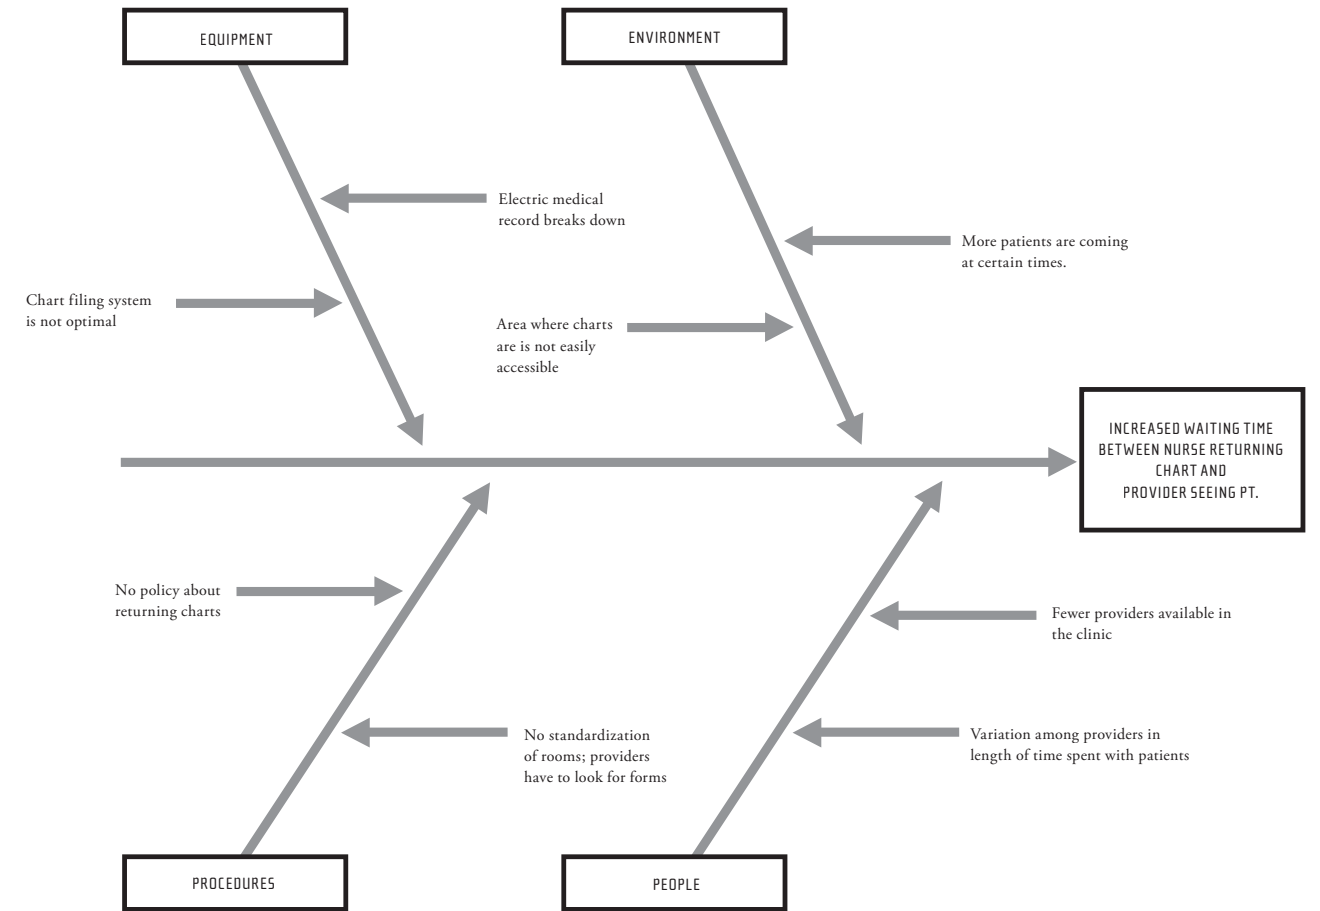 EQUIPMENT
ENVIRONMENT
Electric medical
record breaks down
More patients are coming
at certain times.
Chart filing system
is not optimal
Area where charts
are is not easily
accessible
INCREASED WAITING TIME
BETWEEN NURSE RETURNING
CHART AND
PROVIDER SEEING PT.
No policy about
returning charts
Fewer providers available in
the clinic
No standardization
of rooms; providers
have to look for forms
Variation among providers in
length of time spent with patients
PROCEDURES
PEOPLE